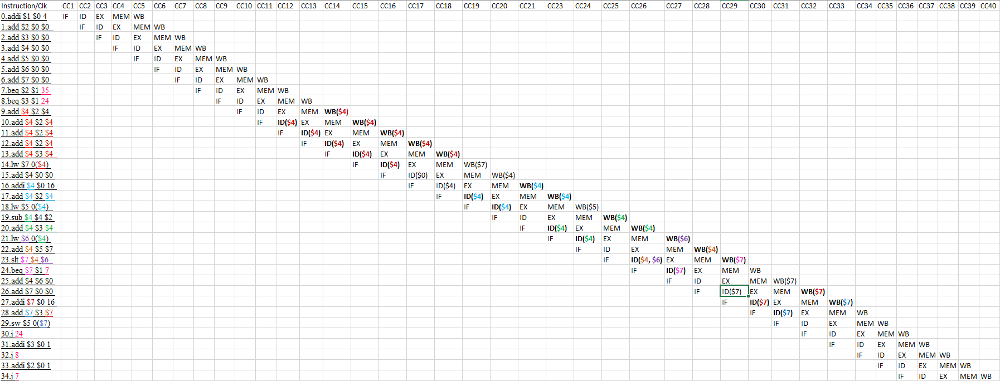 Instruction/Clk CC1 CC2 CC3 CC4 CC5 CC6 CC7 CC8 CC9 CC10 CC11 CC12 CC13 CC14 CC15 CC16 CC17 CC18 CC19 CC20 CC21 CC23 CC24 CC25 CC26 CC27 CC28 CC29 CC30 CC31 CC32 CC33 CC34 CC35 CC36 CC37 CC38 CC39 CC40
0.addi $1 $0 4 IF ID EX MEM WB
1.add $2 $0 $0 IF ID EX MEM WB
2.add $3 $0 $0 IF ID EX MEM WB
3.add $4 $0 $0 IF ID EX MEM WB
4.add $5 $0 $0 IF ID EX MEM WB
5.add $6 $0 $0 IF ID EX MEM WB
6.add $7 $0 $0 IF ID EX MEM WB
7.beq $2 $1 35 IF ID EX MEM WB
8.beq $3 $1 24 IF ID EX MEM WB
9.add $4 $2 $4 IF ID EX MEM WB($4)
10.add $4 $2 $4 IF ID($4) EX MEM WB($4)
11.add $4 $2 $4 IF ID($4) EX MEM WB($4)
12.add $4 $2 $4 IF ID($4) EX MEM WB($4)
13.add $4 $3 $4 IF ID($4) EX MEM WB($4)
14.lw $7 0($4) IF ID($4) EX MEM WB($7)
15.add $4 $0 $0 IF ID($0) EX MEM WB($4)
16.addi $4 $0 16 IF ID($4) EX MEM WB($4)
17.add $4 $2 $4 IF ID($4) EX MEM WB($4)
18.lw $5 0($4) IF ID($4) EX MEM WB($5)
19.sub $4 $4 $2 IF ID EX MEM WB($4)
20.add $4 $3 $4 IF ID($4) EX MEM WB($4)
21.lw $6 0($4) IF ID($4) EX MEM WB($6)
22.add $4 $5 $7 IF ID EX MEM WB($4)
23.slt $7 $4 $6 IF ID($4, $6) EX MEM WB($7)
24.beq $7 $1 7 IF ID($7) EX MEM WB
25.add $4 $6 $0 IF ID EX MEM WB($7)
26.add $7 $0 $0 IF ID($7) EX MEM WB($7)
27.addi $7 $0 16 IF ID($7) EX MEM WB($7)
28.add $7 $3 $7 IF ID($7) EX MEM WB
29.sw $5 0($7) IF ID EX MEM WB
30.j 24 IF ID EX MEM WB
31.addi $3 $0 1 IF ID EX MEM WB
32.j 8 IF ID EX MEM WB
33.addi $2 $0 1 IF ID EX MEM WB
34.j 7 IF ID EX MEM WB